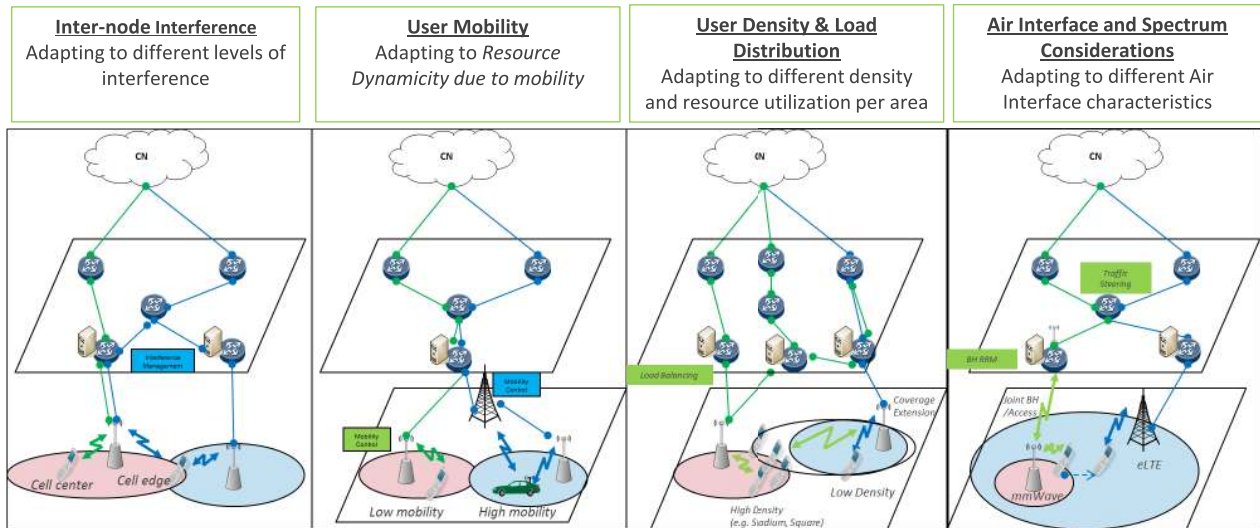 Inter-node Interference
Adapting to different levels of
interference
User Mobility
Adapting to Resource
Dynamicity due to mobility
User Density & Load
Distribution
Adapting to different density
and resource utilization per area
Air Interface and Spectrum
Considerations
Adapting to different Air
Interface characteristics
CN
Interference
Management
Cell center
Cell edge
CN
Mobility
Control
Mobility
Control
Low mobility
High mobility
CN
Load-Balancing
Coverage
Extension
Low Density
High Density
(e.g. Stadium, Square)
CN
Traffic
Steering
BH RRM
Joint BH
/Access
eLTE
mmWave